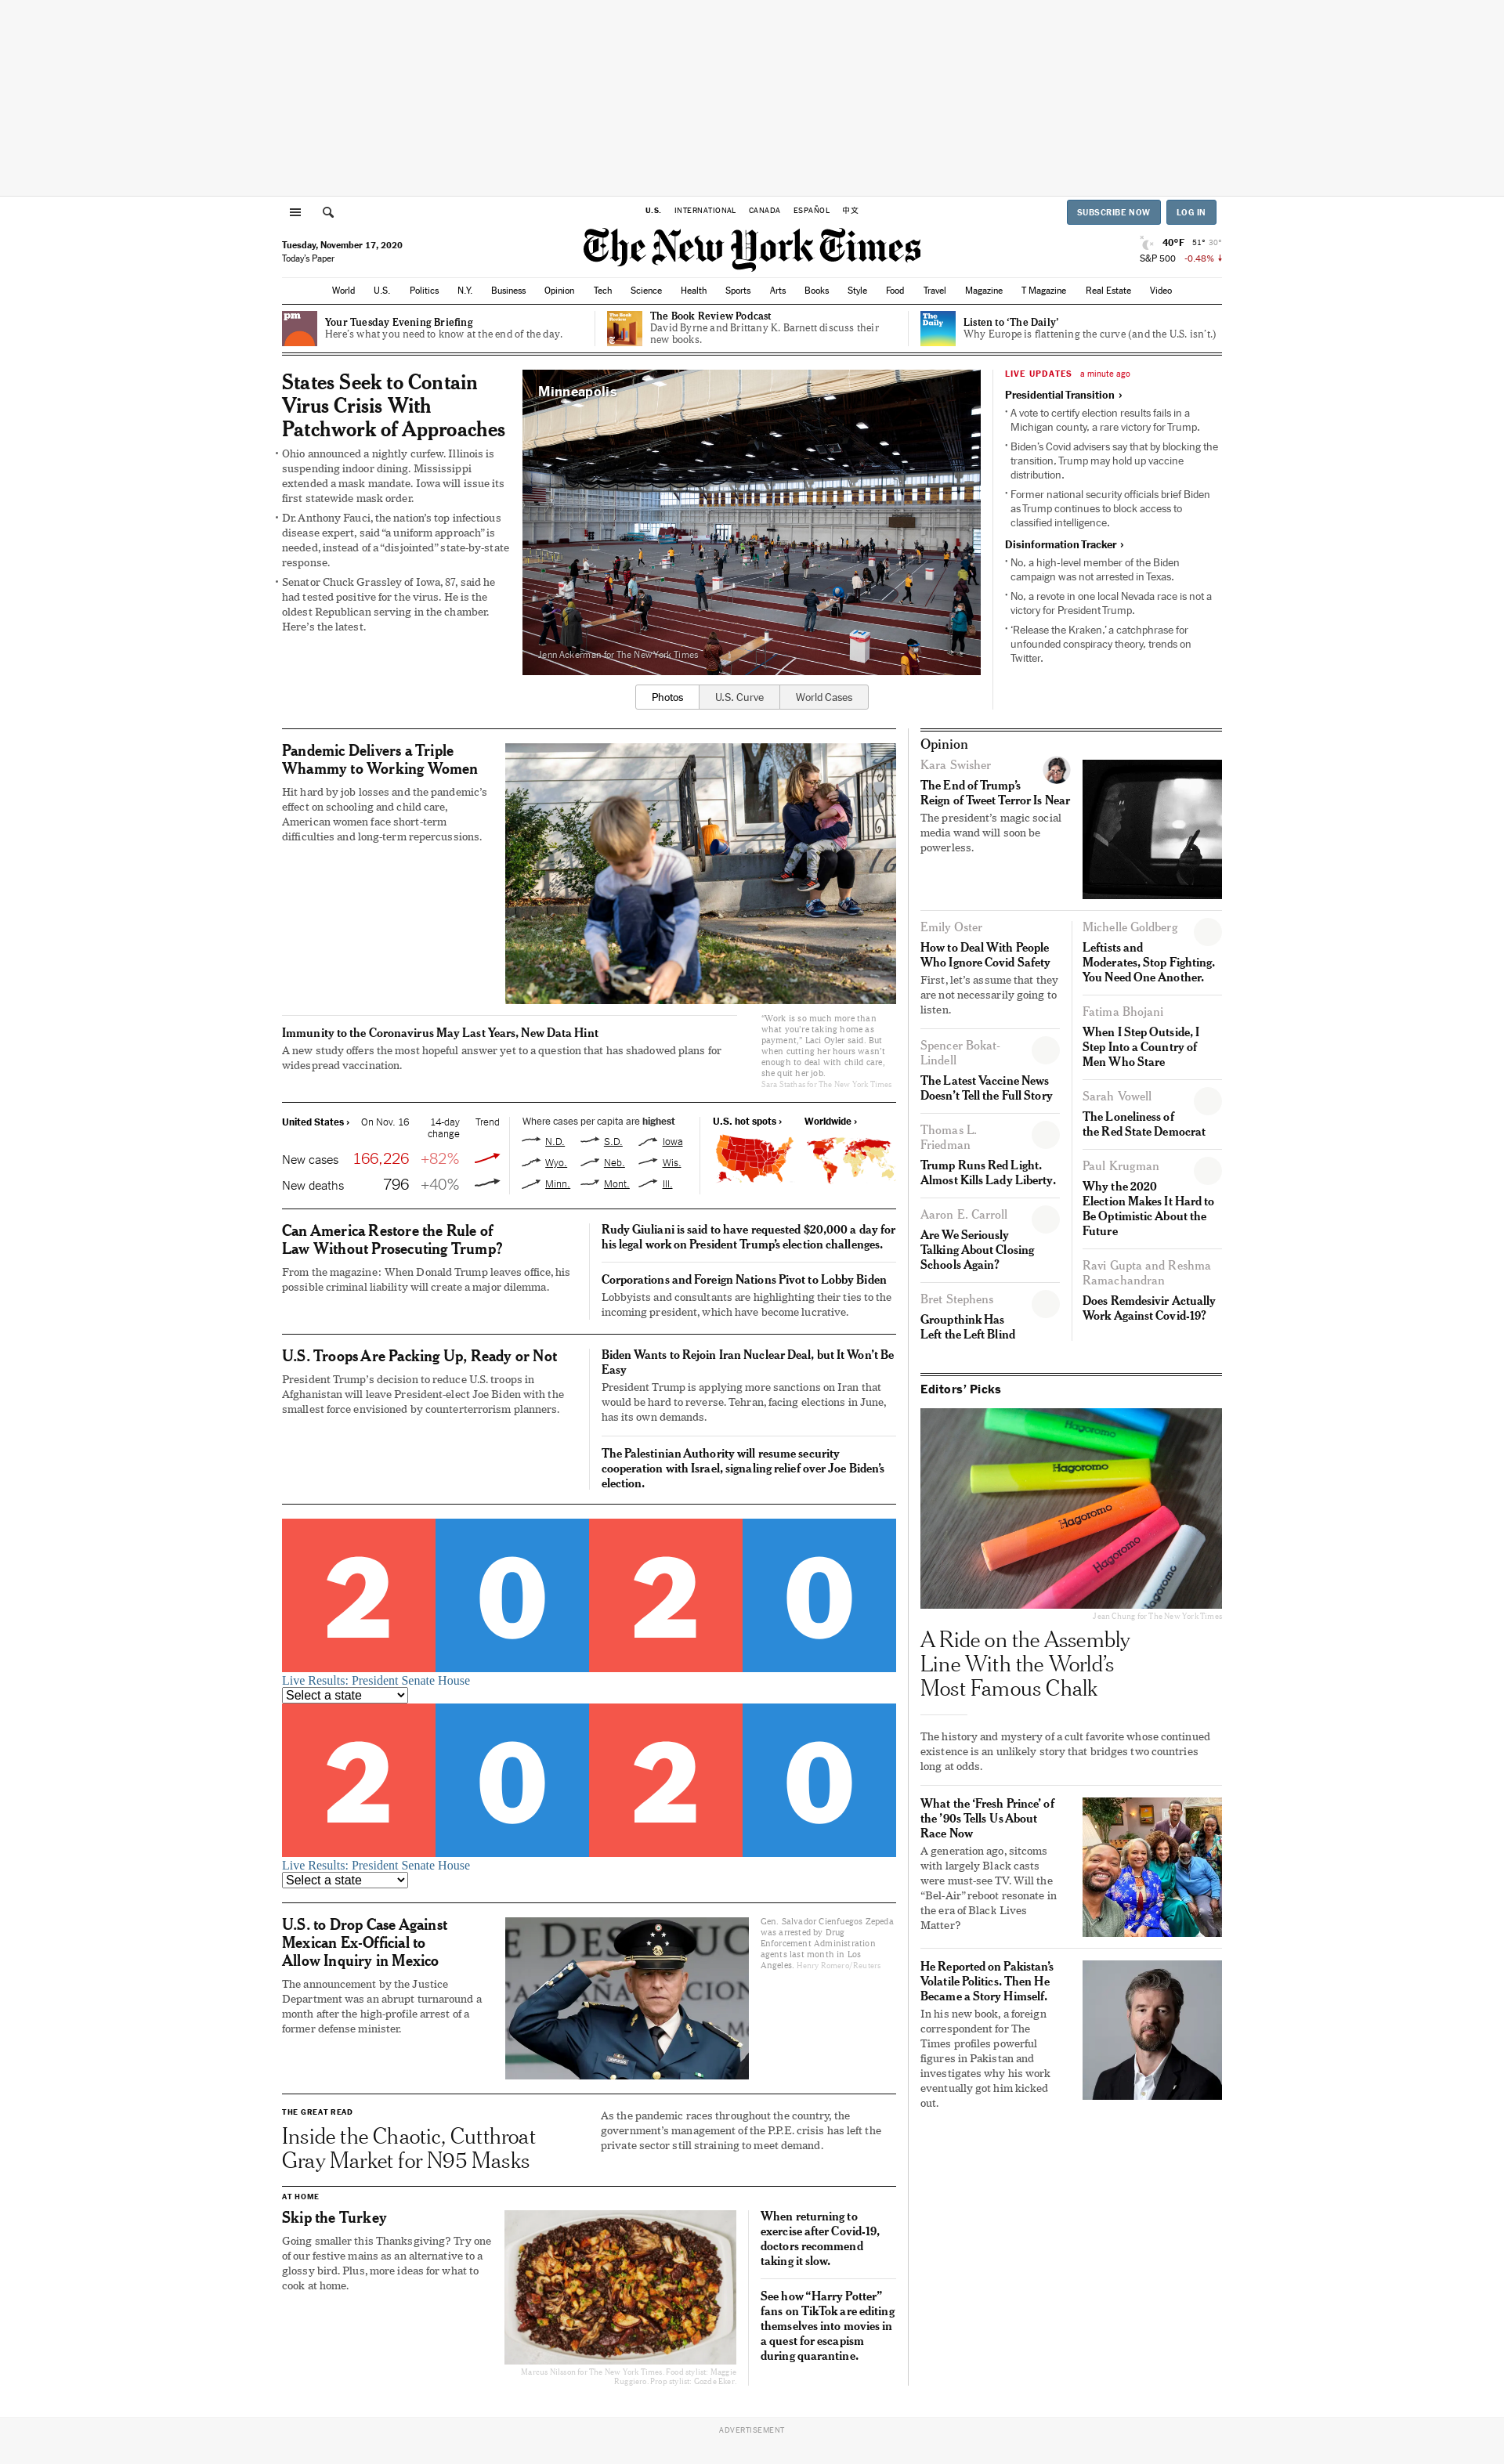 U.S. INTERNATIONAL CANADA ESPAÑOL 中文
SUBSCRIBE NOW LOG IN
Tuesday, November 17, 2020
Today's Paper
The New York Times
40°F 51° 30°
S&P 500 -0.48%
World U.S. Politics N.Y. Business Opinion Tech Science Health Sports Arts Books Style Food Travel Magazine T Magazine Real Estate Video
pm
Your Tuesday Evening Briefing
Here's what you need to know at the end of the day.
The Book Review
The Book Review Podcast
David Byrne and Brittany K. Barnett discuss their
new books.
The Daily
Listen to 'The Daily'
Why Europe is flattening the curve (and the U.S. isn't.)
States Seek to Contain
Virus Crisis With
Patchwork of Approaches
• Ohio announced a nightly curfew. Illinois is
suspending indoor dining. Mississippi
extended a mask mandate. Iowa will issue its
first statewide mask order.
• Dr. Anthony Fauci, the nation's top infectious
disease expert, said "a uniform approach" is
needed, instead of a "disjointed" state-by-state
response.
• Senator Chuck Grassley of Iowa, 87, said he
had tested positive for the virus. He is the
oldest Republican serving in the chamber.
Here's the latest.
Minneapolis
Jenn Ackerman for The New York Times
Photos U.S. Curve World Cases
LIVE UPDATES a minute ago
Presidential Transition ›
• A vote to certify election results fails in a
Michigan county, a rare victory for Trump.
• Biden's Covid advisers say that by blocking the
transition, Trump may hold up vaccine
distribution.
• Former national security officials brief Biden
as Trump continues to block access to
classified intelligence.
Disinformation Tracker ›
• No, a high-level member of the Biden
campaign was not arrested in Texas.
• No, a revote in one local Nevada race is not a
victory for President Trump.
• 'Release the Kraken,' a catchphrase for
unfounded conspiracy theory, trends on
Twitter.
Pandemic Delivers a Triple
Whammy to Working Women
Hit hard by job losses and the pandemic's
effect on schooling and child care,
American women face short-term
difficulties and long-term repercussions.
Immunity to the Coronavirus May Last Years, New Data Hint
A new study offers the most hopeful answer yet to a question that has shadowed plans for
widespread vaccination.
"Work is so much more than
what you're taking home as
payment," Laci Oyler said. But
when cutting her hours wasn't
enough to deal with child care,
she quit her job.
Sara Stathas for The New York Times
United States › On Nov. 16 14-day
change Trend
New cases 166,226 +82%
New deaths 796 +40%
Where cases per capita are highest
N.D. S.D. Iowa
Wyo. Neb. Wis.
Minn. Mont. Ill.
U.S. hot spots › Worldwide ›
Can America Restore the Rule of
Law Without Prosecuting Trump?
From the magazine: When Donald Trump leaves office, his
possible criminal liability will create a major dilemma.
Rudy Giuliani is said to have requested $20,000 a day for
his legal work on President Trump's election challenges.
Corporations and Foreign Nations Pivot to Lobby Biden
Lobbyists and consultants are highlighting their ties to the
incoming president, which have become lucrative.
U.S. Troops Are Packing Up, Ready or Not
President Trump's decision to reduce U.S. troops in
Afghanistan will leave President-elect Joe Biden with the
smallest force envisioned by counterterrorism planners.
Biden Wants to Rejoin Iran Nuclear Deal, but It Won't Be
Easy
President Trump is applying more sanctions on Iran that
would be hard to reverse. Tehran, facing elections in June,
has its own demands.
The Palestinian Authority will resume security
cooperation with Israel, signaling relief over Joe Biden's
election.
2 0 2 0
Live Results: President Senate House
Select a state
2 0 2 0
Live Results: President Senate House
Select a state
U.S. to Drop Case Against
Mexican Ex-Official to
Allow Inquiry in Mexico
The announcement by the Justice
Department was an abrupt turnaround a
month after the high-profile arrest of a
former defense minister.
Gen. Salvador Cienfuegos Zepeda
was arrested by Drug
Enforcement Administration
agents last month in Los
Angeles. Henry Romero/Reuters
THE GREAT READ
Inside the Chaotic, Cutthroat
Gray Market for N95 Masks
As the pandemic races throughout the country, the
government's management of the P.P.E. crisis has left the
private sector still straining to meet demand.
AT HOME
Skip the Turkey
Going smaller this Thanksgiving? Try one
of our festive mains as an alternative to a
glossy bird. Plus, more ideas for what to
cook at home.
Marcus Nilsson for The New York Times. Food stylist: Maggie
Ruggiero. Prop stylist: Gozde Eker.
When returning to
exercise after Covid-19,
doctors recommend
taking it slow.
See how "Harry Potter"
fans on TikTok are editing
themselves into movies in
a quest for escapism
during quarantine.
Opinion
Kara Swisher
The End of Trump's
Reign of Tweet Terror Is Near
The president's magic social
media wand will soon be
powerless.
Emily Oster
How to Deal With People
Who Ignore Covid Safety
First, let's assume that they
are not necessarily going to
listen.
Spencer Bokat-
Lindell
The Latest Vaccine News
Doesn't Tell the Full Story
Thomas L.
Friedman
Trump Runs Red Light.
Almost Kills Lady Liberty.
Aaron E. Carroll
Are We Seriously
Talking About Closing
Schools Again?
Bret Stephens
Groupthink Has
Left the Left Blind
Michelle Goldberg
Leftists and
Moderates, Stop Fighting.
You Need One Another.
Fatima Bhojani
When I Step Outside, I
Step Into a Country of
Men Who Stare
Sarah Vowell
The Loneliness of
the Red State Democrat
Paul Krugman
Why the 2020
Election Makes It Hard to
Be Optimistic About the
Future
Ravi Gupta and Reshma
Ramachandran
Does Remdesivir Actually
Work Against Covid-19?
Editors' Picks
Hagoromo
Hagoromo
Hagoromo
Hagoromo
Jean Chung for The New York Times
A Ride on the Assembly
Line With the World's
Most Famous Chalk
The history and mystery of a cult favorite whose continued
existence is an unlikely story that bridges two countries
long at odds.
What the 'Fresh Prince' of
the '90s Tells Us About
Race Now
A generation ago, sitcoms
with largely Black casts
were must-see TV. Will the
"Bel-Air" reboot resonate in
the era of Black Lives
Matter?
He Reported on Pakistan's
Volatile Politics. Then He
Became a Story Himself.
In his new book, a foreign
correspondent for The
Times profiles powerful
figures in Pakistan and
investigates why his work
eventually got him kicked
out.
ADVERTISEMENT